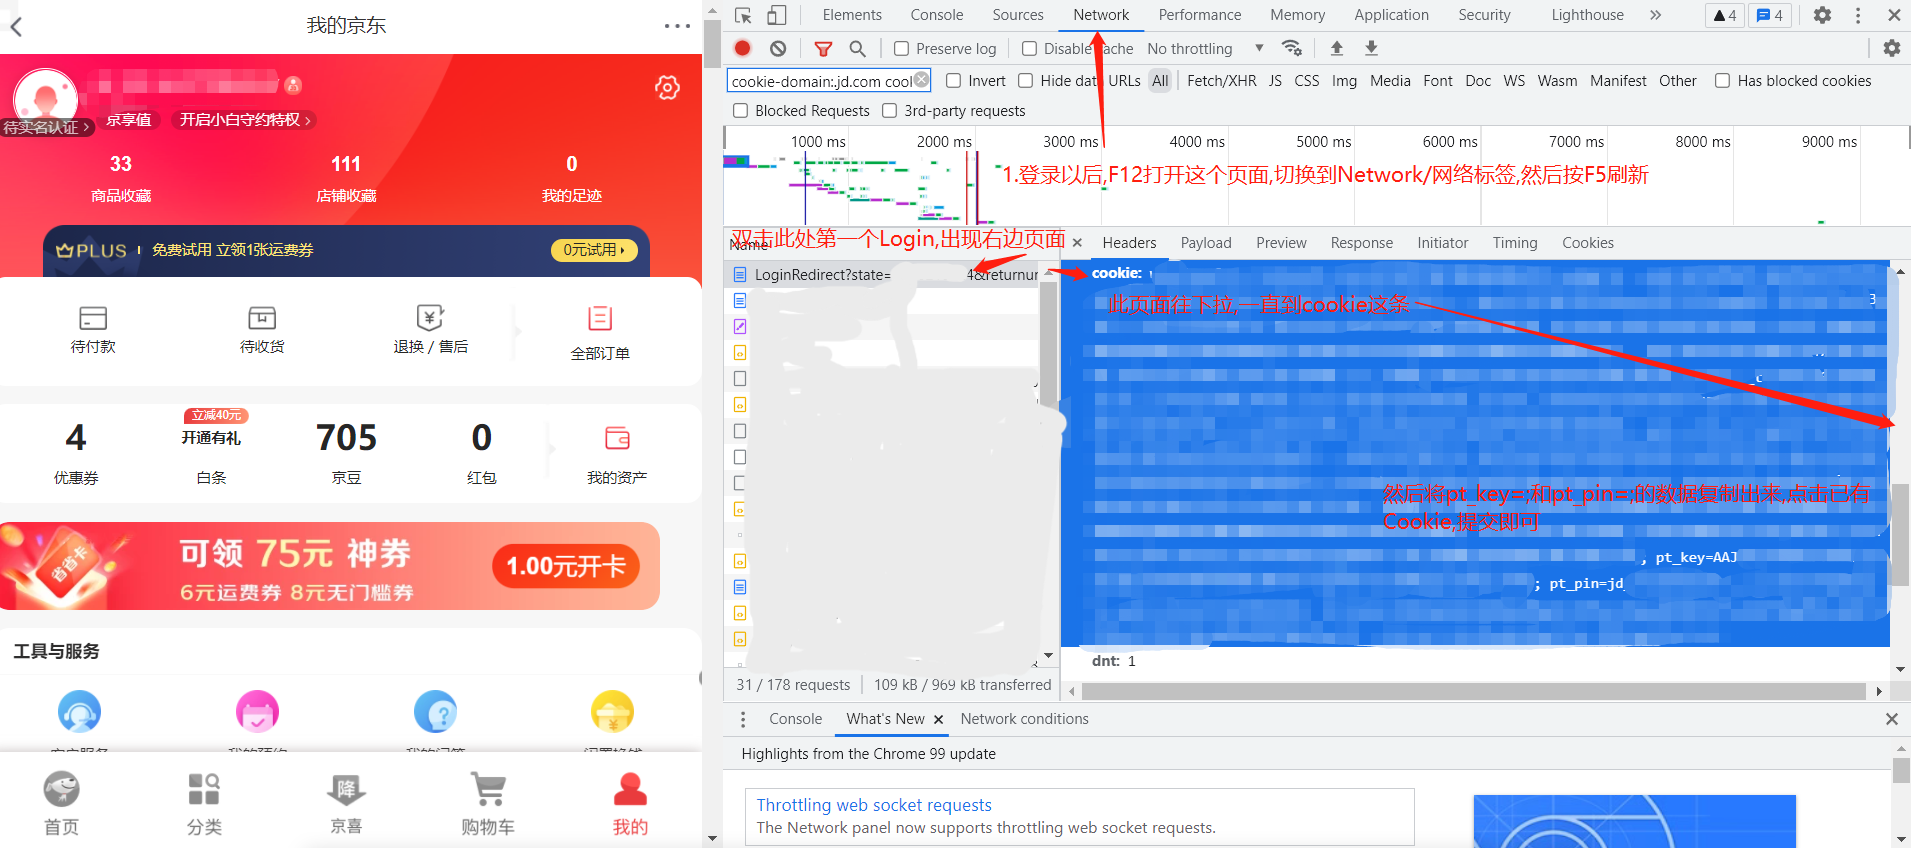 我的京东
待实名认证 >
京享值
开启小白守约特权 >
33
111
0
商品收藏
店铺收藏
我的足迹
PLUS
免费试用 立领1张运费券
0元试用
待付款
待收货
退换 / 售后
全部订单
立减40元
4
开通有礼
705
0
优惠券
白条
京豆
红包
我的资产
省省卡
可领 75元 神券
6元运费券 8元无门槛券
1.00元开卡
工具与服务
首页
分类
降
京喜
购物车
我的
Elements Console Sources Network Performance Memory Application Security Lighthouse » 4 4
Preserve log Disable cache No throttling
cookie-domain:.jd.com cool Invert Hide data URLs All Fetch/XHR JS CSS Img Media Font Doc WS Wasm Manifest Other Has blocked cookies
Blocked Requests 3rd-party requests
1000 ms 2000 ms 3000 ms 4000 ms 5000 ms 6000 ms 7000 ms 8000 ms 9000 ms
1.登录以后,F12打开这个页面,切换到Network/网络标签,然后按F5刷新
双击此处第一个Login,出现右边页面
Name
Headers Payload Preview Response Initiator Timing Cookies
LoginRedirect?state= 4&returnur
cookie:
此页面往下拉,一直到cookie这条
3
然后将pt_key=;和pt_pin=;的数据复制出来,点击已有
Cookie,提交即可
; pt_key=AAJ
; pt_pin=jd_
dnt: 1
31 / 178 requests 109 kB / 969 kB transferred
Console What's New Network conditions
Highlights from the Chrome 99 update
Throttling web socket requests
The Network panel now supports throttling web socket requests.